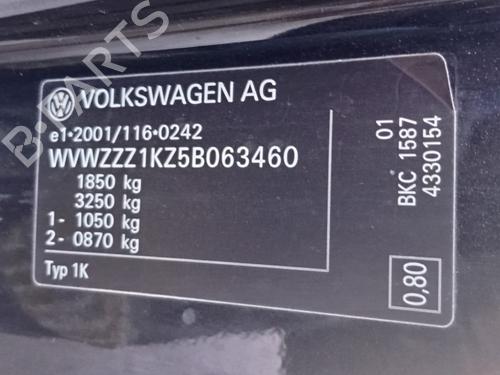 B-PARTS
VOLKSWAGEN AG
e1•2001/116•0242
WVWZZZ1KZ5B063460
1850 kg
3250 kg
1- 1050 kg
2- 0870 kg
Typ 1K
01
BKC* 1587
4330154
0,80